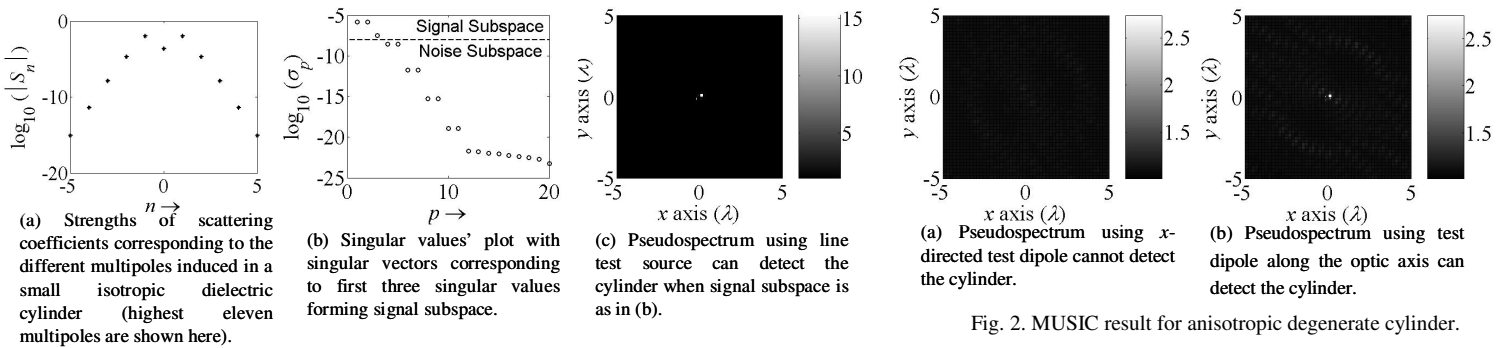 0
-10
-20
-5
0
5
log10 (|Sn|)
n →
(a) Strengths of scattering
coefficients corresponding to the
different multipoles induced in a
small isotropic dielectric
cylinder (highest eleven
multipoles are shown here).
-5
-10
-15
-20
-25
0
10
20
log10 (σp)
p →
Signal Subspace
Noise Subspace
(b) Singular values' plot with
singular vectors corresponding
to first three singular values
forming signal subspace.
5
0
-5
-5
0
5
y axis (λ)
x axis (λ)
15
10
5
(c) Pseudospectrum using line
test source can detect the
cylinder when signal subspace is
as in (b).
5
0
-5
-5
0
5
y axis (λ)
x axis (λ)
2.5
2
1.5
(a) Pseudospectrum using x-
directed test dipole cannot detect
the cylinder.
5
0
-5
-5
0
5
y axis (λ)
x axis (λ)
2.5
2
1.5
(b) Pseudospectrum using test
dipole along the optic axis can
detect the cylinder.
Fig. 2. MUSIC result for anisotropic degenerate cylinder.